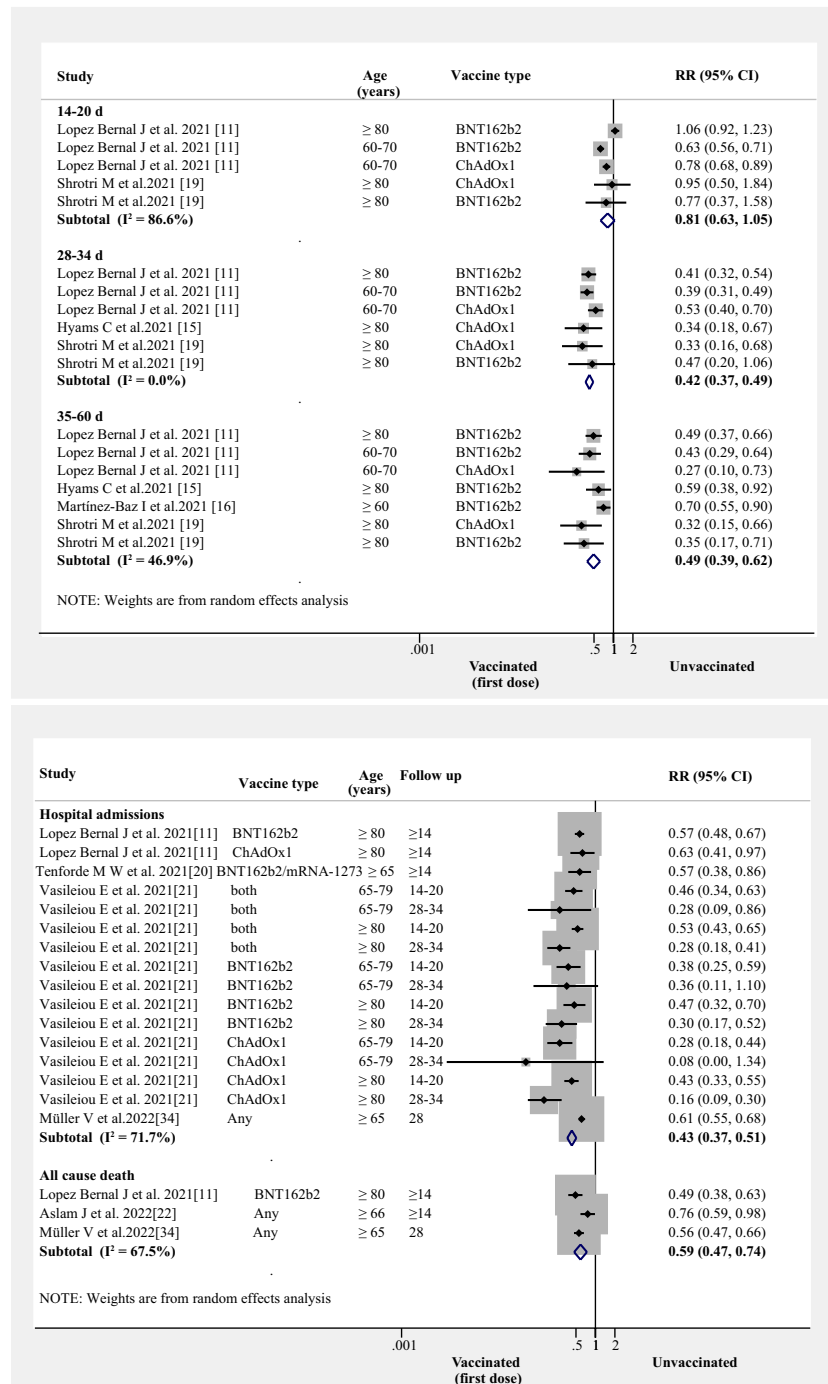 Study Age (years) Vaccine type RR (95% CI)
14-20 d
Lopez Bernal J et al. 2021 [11] ≥ 80 BNT162b2 1.06 (0.92, 1.23)
Lopez Bernal J et al. 2021 [11] 60-70 BNT162b2 0.63 (0.56, 0.71)
Lopez Bernal J et al. 2021 [11] 60-70 ChAdOx1 0.78 (0.68, 0.89)
Shrotri M et al.2021 [19] ≥ 80 ChAdOx1 0.95 (0.50, 1.84)
Shrotri M et al.2021 [19] ≥ 80 BNT162b2 0.77 (0.37, 1.58)
Subtotal (I² = 86.6%) 0.81 (0.63, 1.05)
.
28-34 d
Lopez Bernal J et al. 2021 [11] ≥ 80 BNT162b2 0.41 (0.32, 0.54)
Lopez Bernal J et al. 2021 [11] 60-70 BNT162b2 0.39 (0.31, 0.49)
Lopez Bernal J et al. 2021 [11] 60-70 ChAdOx1 0.53 (0.40, 0.70)
Hyams C et al.2021 [15] ≥ 80 ChAdOx1 0.34 (0.18, 0.67)
Shrotri M et al.2021 [19] ≥ 80 ChAdOx1 0.33 (0.16, 0.68)
Shrotri M et al.2021 [19] ≥ 80 BNT162b2 0.47 (0.20, 1.06)
Subtotal (I² = 0.0%) 0.42 (0.37, 0.49)
.
35-60 d
Lopez Bernal J et al. 2021 [11] ≥ 80 BNT162b2 0.49 (0.37, 0.66)
Lopez Bernal J et al. 2021 [11] 60-70 BNT162b2 0.43 (0.29, 0.64)
Lopez Bernal J et al. 2021 [11] 60-70 ChAdOx1 0.27 (0.10, 0.73)
Hyams C et al.2021 [15] ≥ 80 BNT162b2 0.59 (0.38, 0.92)
Martínez-Baz I et al.2021 [16] ≥ 60 BNT162b2 0.70 (0.55, 0.90)
Shrotri M et al.2021 [19] ≥ 80 ChAdOx1 0.32 (0.15, 0.66)
Shrotri M et al.2021 [19] ≥ 80 BNT162b2 0.35 (0.17, 0.71)
Subtotal (I² = 46.9%) 0.49 (0.39, 0.62)
.
NOTE: Weights are from random effects analysis
.001 .5 1 2
Vaccinated (first dose) Unvaccinated
Study Vaccine type Age (years) Follow up RR (95% CI)
Hospital admissions
Lopez Bernal J et al. 2021[11] BNT162b2 ≥ 80 ≥14 0.57 (0.48, 0.67)
Lopez Bernal J et al. 2021[11] ChAdOx1 ≥ 80 ≥14 0.63 (0.41, 0.97)
Tenforde M W et al. 2021[20] BNT162b2/mRNA-1273 ≥ 65 ≥14 0.57 (0.38, 0.86)
Vasileiou E et al. 2021[21] both 65-79 14-20 0.46 (0.34, 0.63)
Vasileiou E et al. 2021[21] both 65-79 28-34 0.28 (0.09, 0.86)
Vasileiou E et al. 2021[21] both ≥ 80 14-20 0.53 (0.43, 0.65)
Vasileiou E et al. 2021[21] both ≥ 80 28-34 0.28 (0.18, 0.41)
Vasileiou E et al. 2021[21] BNT162b2 65-79 14-20 0.38 (0.25, 0.59)
Vasileiou E et al. 2021[21] BNT162b2 65-79 28-34 0.36 (0.11, 1.10)
Vasileiou E et al. 2021[21] BNT162b2 ≥ 80 14-20 0.47 (0.32, 0.70)
Vasileiou E et al. 2021[21] BNT162b2 ≥ 80 28-34 0.30 (0.17, 0.52)
Vasileiou E et al. 2021[21] ChAdOx1 65-79 14-20 0.28 (0.18, 0.44)
Vasileiou E et al. 2021[21] ChAdOx1 65-79 28-34 0.08 (0.00, 1.34)
Vasileiou E et al. 2021[21] ChAdOx1 ≥ 80 14-20 0.43 (0.33, 0.55)
Vasileiou E et al. 2021[21] ChAdOx1 ≥ 80 28-34 0.16 (0.09, 0.30)
Müller V et al.2022[34] Any ≥ 65 28 0.61 (0.55, 0.68)
Subtotal (I² = 71.7%) 0.43 (0.37, 0.51)
.
All cause death
Lopez Bernal J et al. 2021[11] BNT162b2 ≥ 80 ≥14 0.49 (0.38, 0.63)
Aslam J et al. 2021[22] Any ≥ 66 ≥14 0.76 (0.59, 0.98)
Müller V et al.2022[34] Any ≥ 65 28 0.56 (0.47, 0.66)
Subtotal (I² = 67.5%) 0.59 (0.47, 0.74)
.
NOTE: Weights are from random effects analysis
.001 .5 1 2
Vaccinated (first dose) Unvaccinated